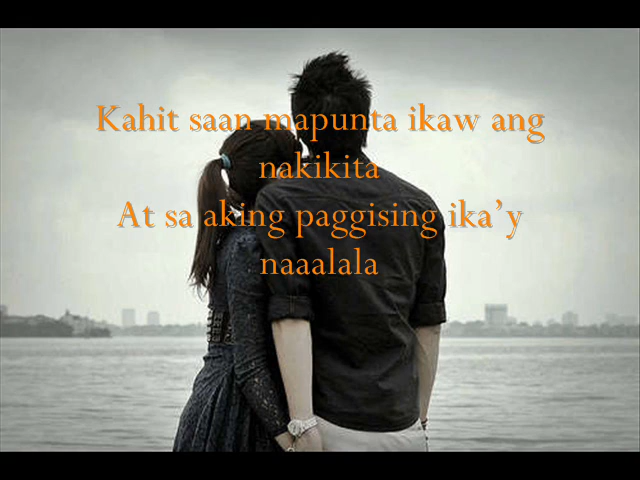 Kahit saan mapunta ikaw ang
nakikita
At sa aking paggising ika’y
naaalala